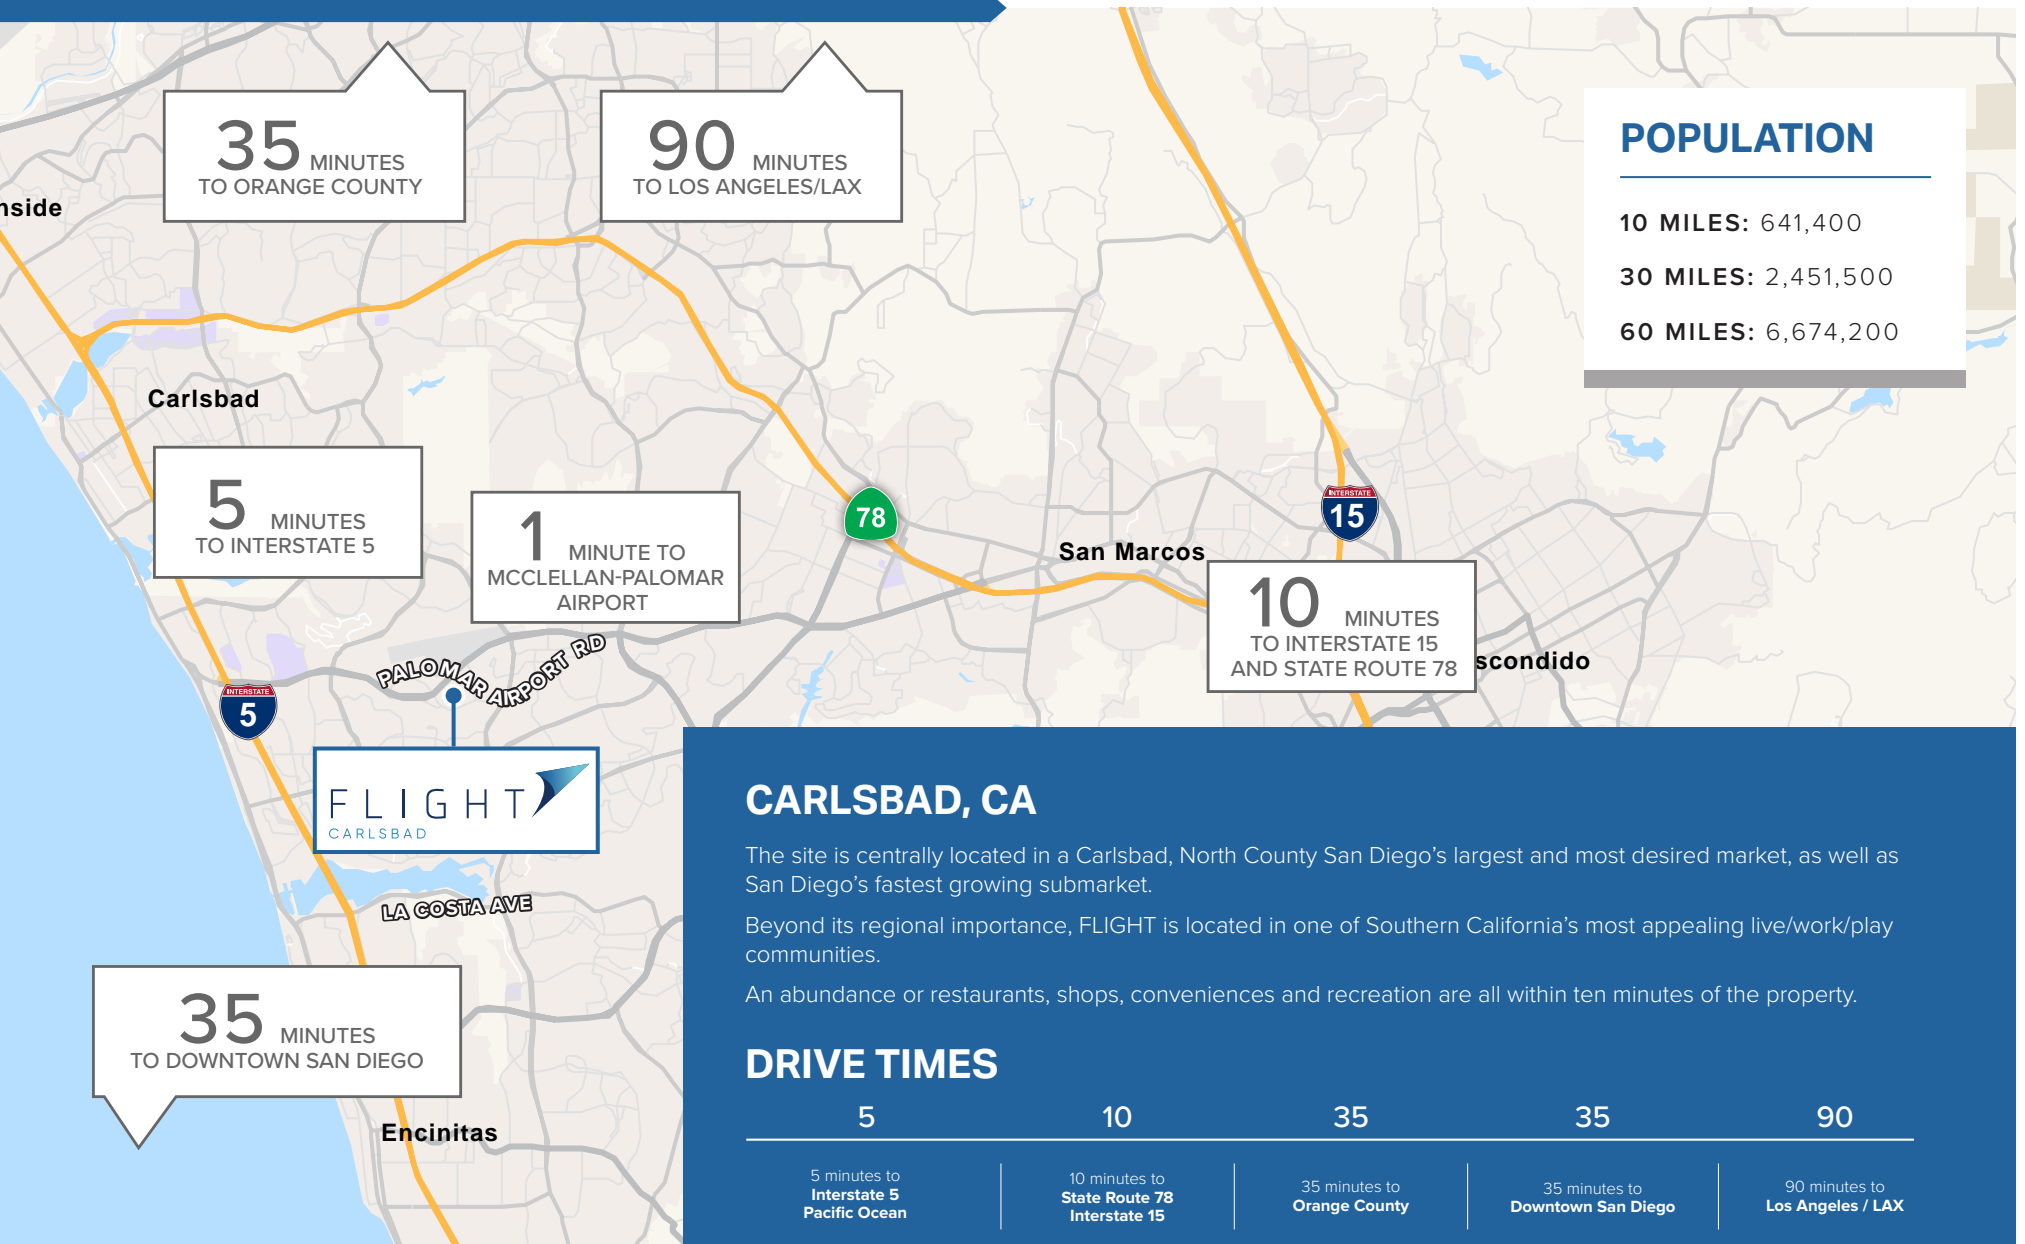 35 MINUTES
TO ORANGE COUNTY
90 MINUTES
TO LOS ANGELES/LAX
POPULATION
10 MILES: 641,400
30 MILES: 2,451,500
60 MILES: 6,674,200
nside
Carlsbad
5 MINUTES
TO INTERSTATE 5
1 MINUTE TO
MCCLELLAN-PALOMAR
AIRPORT
78
INTERSTATE
15
San Marcos
10 MINUTES
TO INTERSTATE 15
AND STATE ROUTE 78
scondido
PALOMAR AIRPORT RD
INTERSTATE
5
FLIGHT
CARLSBAD
LA COSTA AVE
35 MINUTES
TO DOWNTOWN SAN DIEGO
Encinitas
CARLSBAD, CA
The site is centrally located in a Carlsbad, North County San Diego’s largest and most desired market, as well as
San Diego’s fastest growing submarket.
Beyond its regional importance, FLIGHT is located in one of Southern California’s most appealing live/work/play
communities.
An abundance or restaurants, shops, conveniences and recreation are all within ten minutes of the property.
DRIVE TIMES
5 10 35 35 90
5 minutes to
Interstate 5
Pacific Ocean
10 minutes to
State Route 78
Interstate 15
35 minutes to
Orange County
35 minutes to
Downtown San Diego
90 minutes to
Los Angeles / LAX